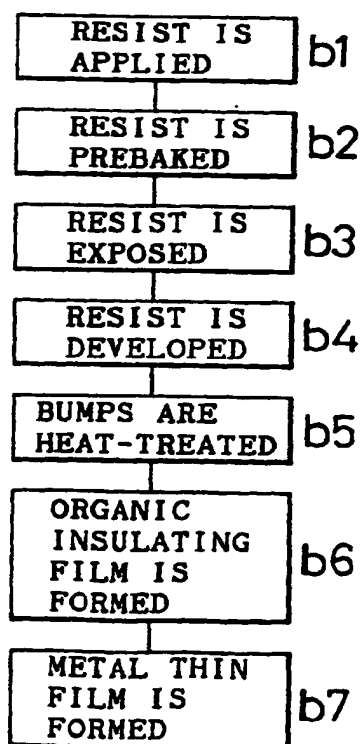 RESIST IS
APPLIED
b1
RESIST IS
PREBAKED
b2
RESIST IS
EXPOSED
b3
RESIST IS
DEVELOPED
b4
BUMPS ARE
HEAT-TREATED
b5
ORGANIC
INSULATING
FILM IS
FORMED
b6
METAL THIN
FILM IS
FORMED
b7